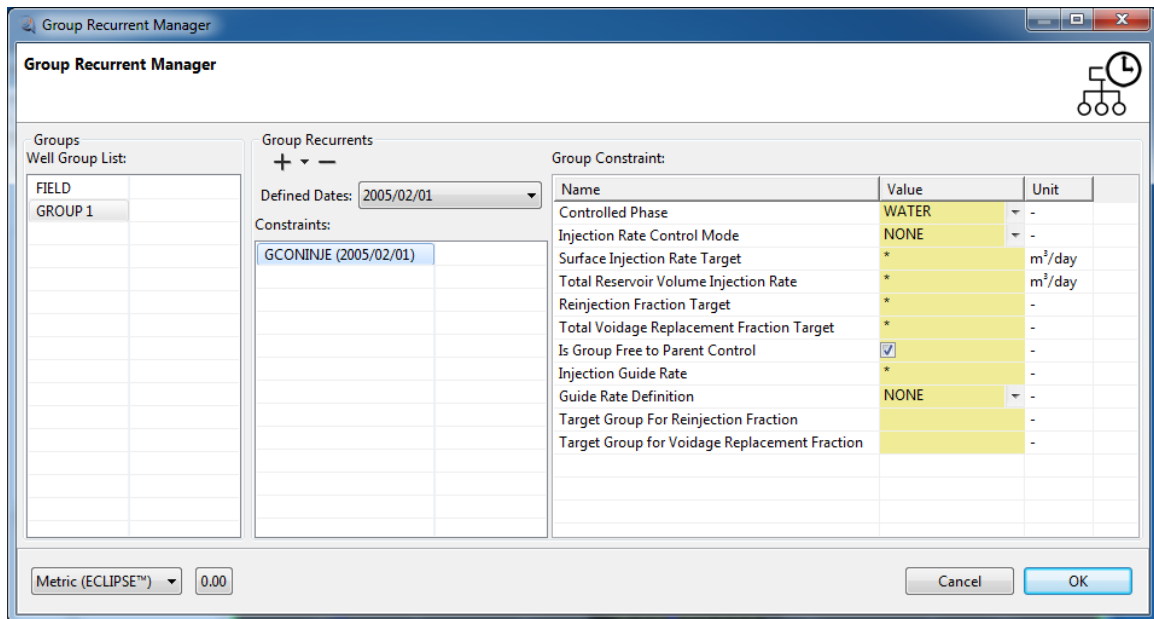 Group Recurrent Manager
Group Recurrent Manager
Groups
Well Group List:
FIELD
GROUP 1
Group Recurrents
Defined Dates: 2005/02/01
Constraints:
GCONINJE (2005/02/01)
Group Constraint:
Name Value Unit
Controlled Phase WATER -
Injection Rate Control Mode NONE -
Surface Injection Rate Target * m³/day
Total Reservoir Volume Injection Rate * m³/day
Reinjection Fraction Target * -
Total Voidage Replacement Fraction Target * -
Is Group Free to Parent Control -
Injection Guide Rate * -
Guide Rate Definition NONE -
Target Group For Reinjection Fraction -
Target Group for Voidage Replacement Fraction -
Metric (ECLIPSE™) 0.00 Cancel OK